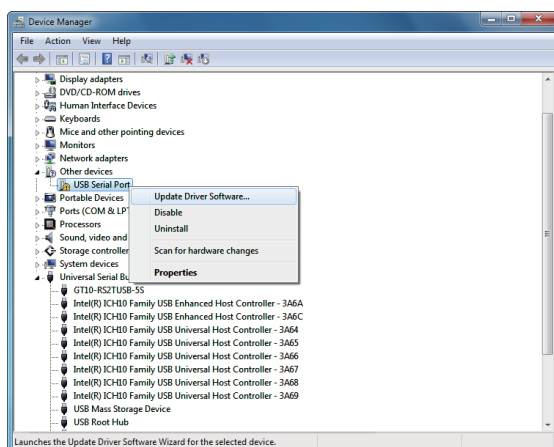 Device Manager
File Action View Help
Display adapters
DVD/CD-ROM drives
Human Interface Devices
Keyboards
Mice and other pointing devices
Monitors
Network adapters
Other devices
USB Serial Port
Update Driver Software...
Portable Devices
Ports (COM & LPT
Disable
Processors
Uninstall
Sound, video and
Storage controller
Scan for hardware changes
System devices
Properties
Universal Serial Bu
GT10-RS2TUSB-5S
Intel(R) ICH10 Family USB Enhanced Host Controller - 3A6A
Intel(R) ICH10 Family USB Enhanced Host Controller - 3A6C
Intel(R) ICH10 Family USB Universal Host Controller - 3A64
Intel(R) ICH10 Family USB Universal Host Controller - 3A65
Intel(R) ICH10 Family USB Universal Host Controller - 3A66
Intel(R) ICH10 Family USB Universal Host Controller - 3A67
Intel(R) ICH10 Family USB Universal Host Controller - 3A68
Intel(R) ICH10 Family USB Universal Host Controller - 3A69
USB Mass Storage Device
USB Root Hub
Launches the Update Driver Software Wizard for the selected device.